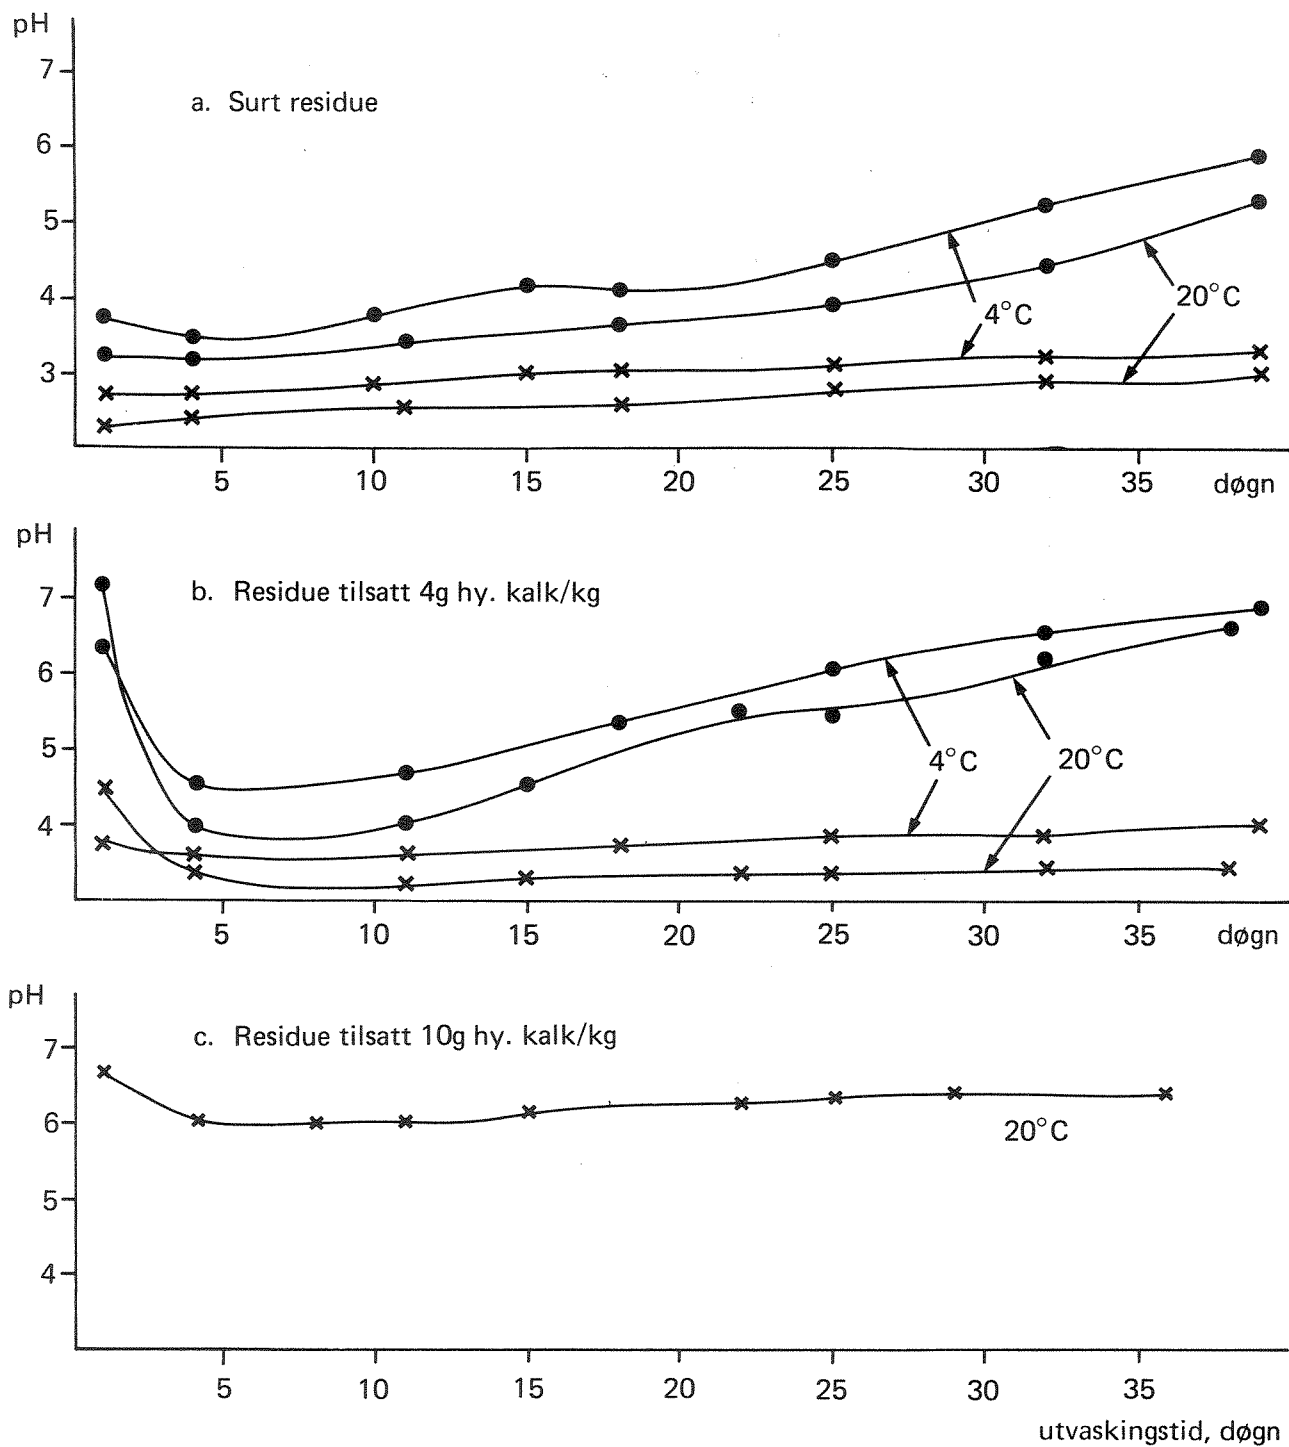 pH
7
a. Surt residue
6
5
4
3
4°C
20°C
5 10 15 20 25 30 35 døgn
pH
7
b. Residue tilsatt 4g hy. kalk/kg
6
5
4
4°C
20°C
5 10 15 20 25 30 35 døgn
pH
7
c. Residue tilsatt 10g hy. kalk/kg
6
20°C
5
4
5 10 15 20 25 30 35
utvaskingstid, døgn